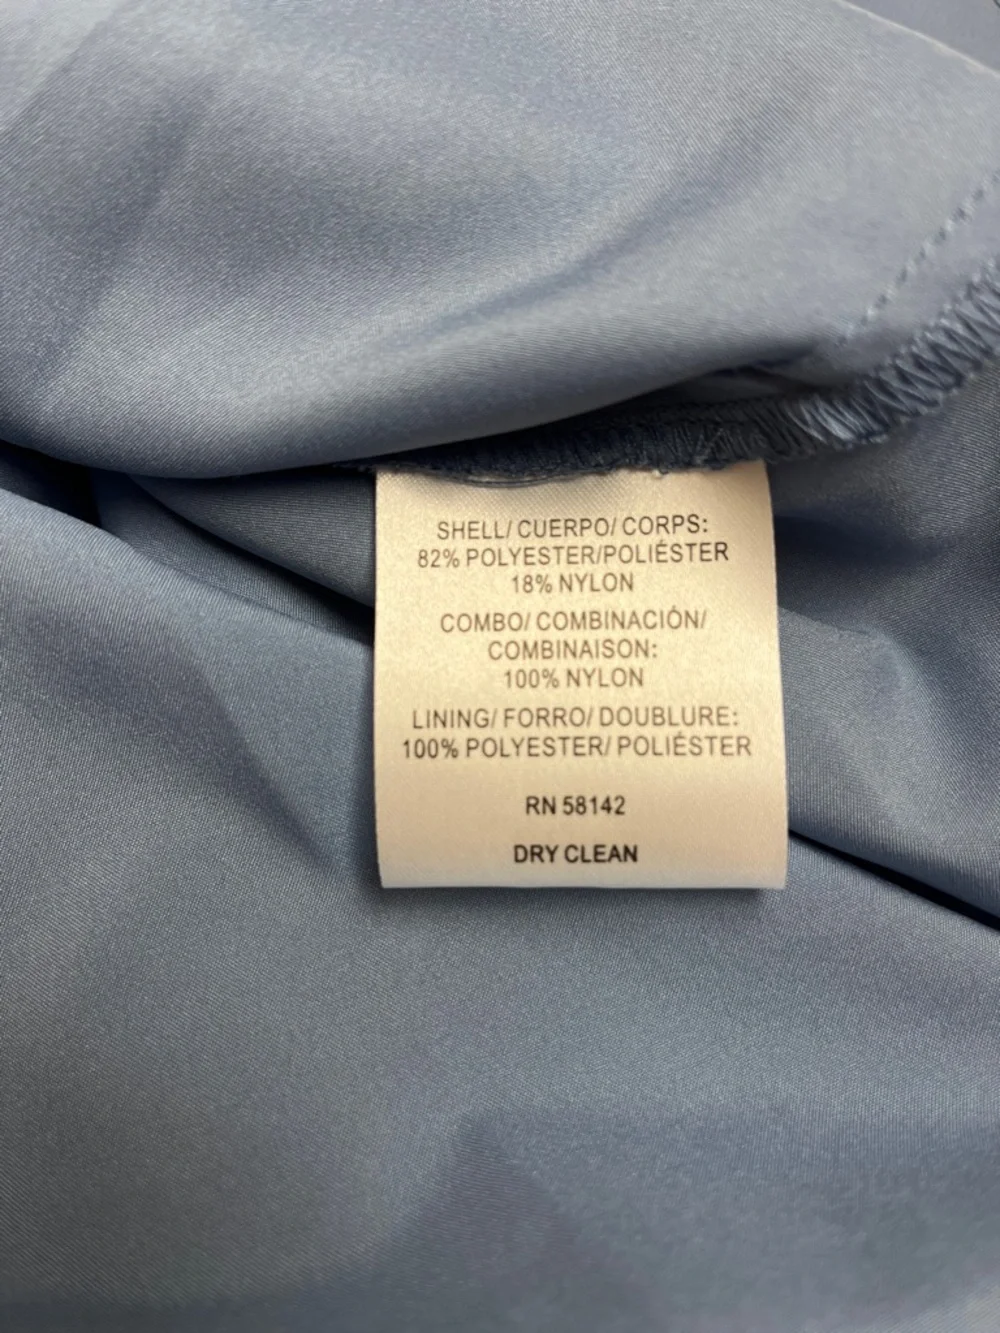 SHELL/ CUERPO/ CORPS:
82% POLYESTER/POLIÉSTER
18% NYLON
COMBO/ COMBINACIÓN/
COMBINAISON:
100% NYLON
LINING/ FORRO/ DOUBLURE:
100% POLYESTER/ POLIÉSTER
RN 58142
DRY CLEAN